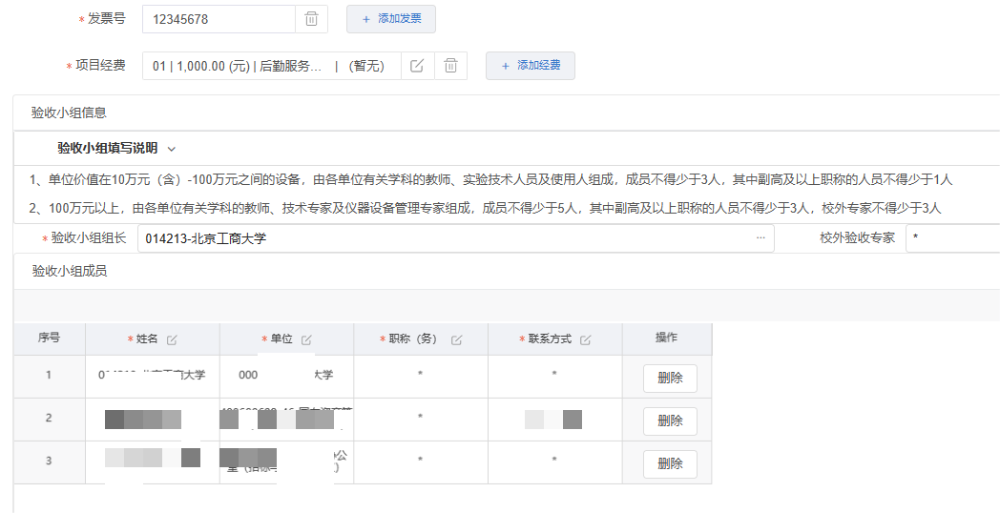 * 发票号 12345678 + 添加发票
* 项目经费 01 | 1,000.00 (元) | 后勤服务... | （暂无） + 添加经费
验收小组信息
验收小组填写说明
1、单位价值在10万元（含）-100万元之间的设备，由各单位有关学科的教师、实验技术人员及使用人组成，成员不得少于3人，其中副高及以上职称的人员不得少于1人
2、100万元以上，由各单位有关学科的教师、技术专家及仪器设备管理专家组成，成员不得少于5人，其中副高及以上职称的人员不得少于3人，校外专家不得少于3人
* 验收小组组长 014213-北京工商大学 ... 校外验收专家 *
验收小组成员
序号 * 姓名 * 单位 * 职称（务） * 联系方式 操作
1 大学 000 大学 * * 删除
2 * 删除
3 * * 删除